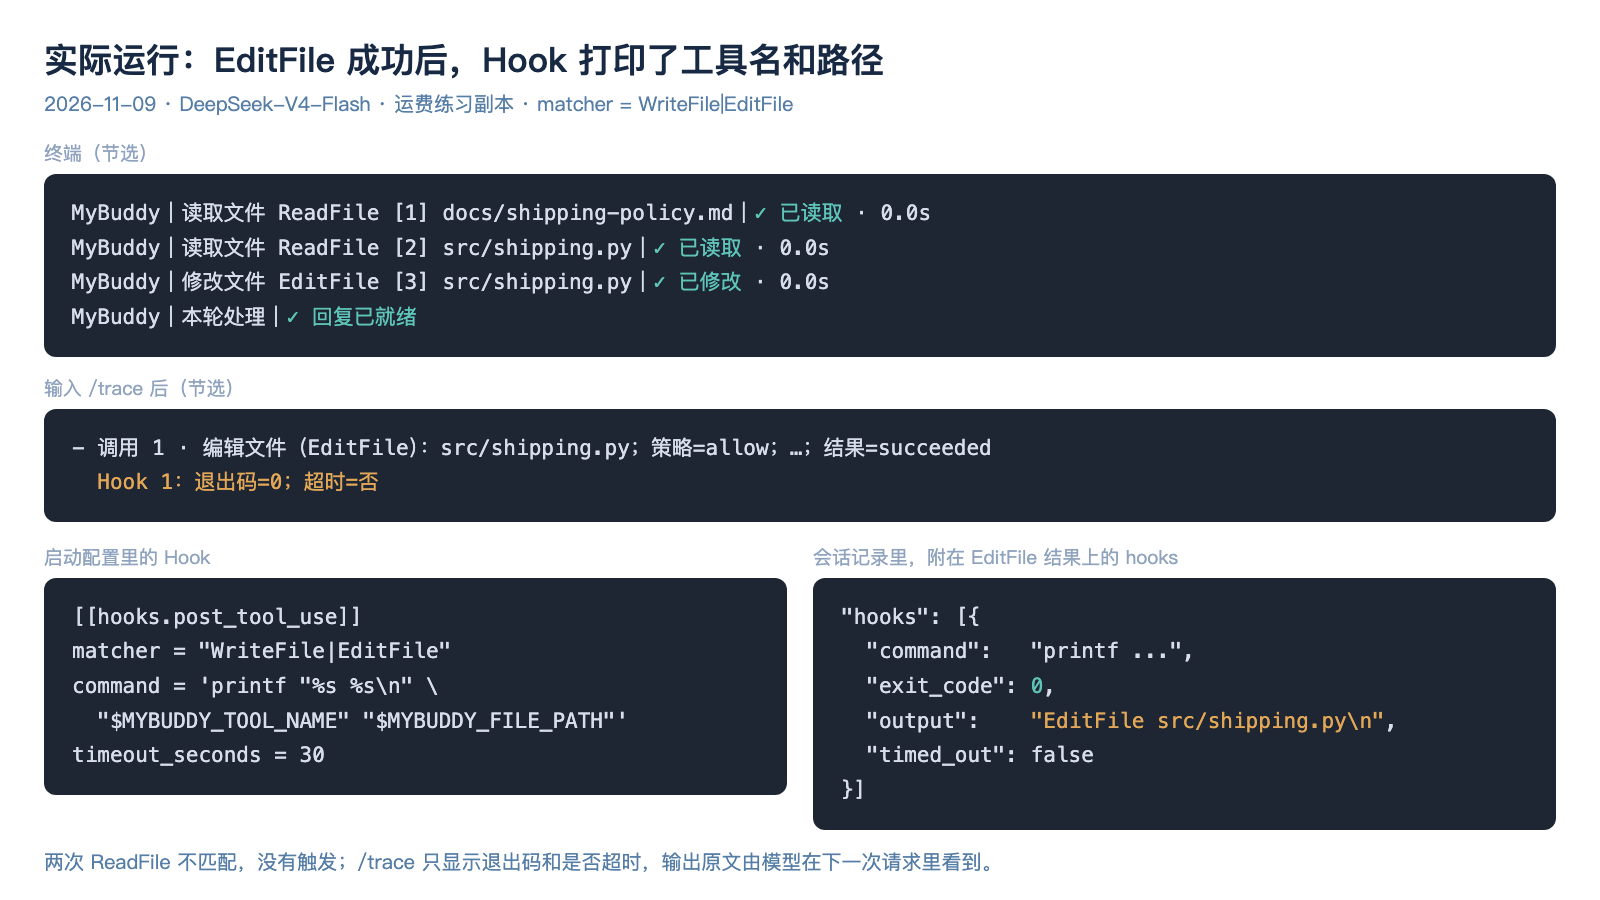 实际运行：EditFile 成功后，Hook 打印了工具名和路径
2026-11-09 · DeepSeek-V4-Flash · 运费练习副本 · matcher = WriteFile|EditFile
终端（节选）
MyBuddy｜读取文件 ReadFile [1] docs/shipping-policy.md｜✓ 已读取 · 0.0s
MyBuddy｜读取文件 ReadFile [2] src/shipping.py｜✓ 已读取 · 0.0s
MyBuddy｜修改文件 EditFile [3] src/shipping.py｜✓ 已修改 · 0.0s
MyBuddy｜本轮处理｜✓ 回复已就绪
输入 /trace 后（节选）
- 调用 1 · 编辑文件（EditFile）：src/shipping.py；策略=allow；…；结果=succeeded
Hook 1：退出码=0；超时=否
启动配置里的 Hook
[[hooks.post_tool_use]]
matcher = "WriteFile|EditFile"
command = 'printf "%s %s\n" \
"$MYBUDDY_TOOL_NAME" "$MYBUDDY_FILE_PATH"'
timeout_seconds = 30
会话记录里，附在 EditFile 结果上的 hooks
"hooks": [{
"command": "printf ...",
"exit_code": 0,
"output": "EditFile src/shipping.py\n",
"timed_out": false
}]
两次 ReadFile 不匹配，没有触发；/trace 只显示退出码和是否超时，输出原文由模型在下一次请求里看到。